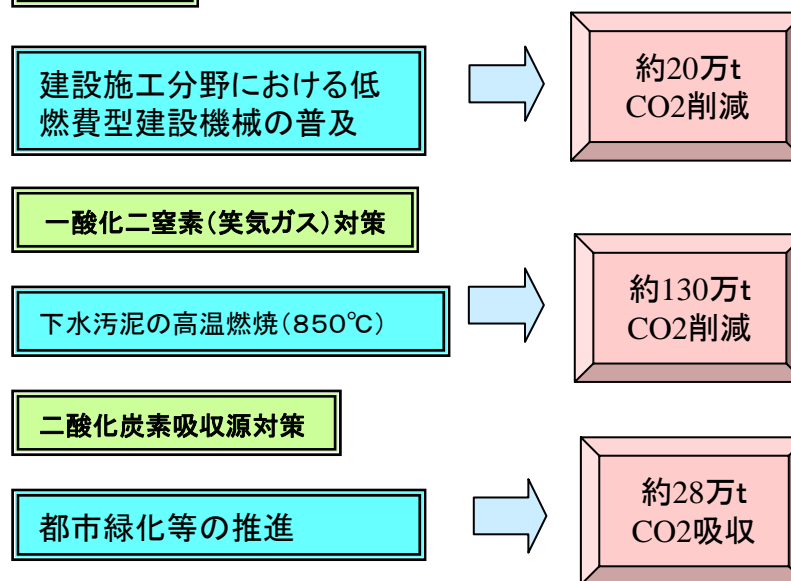 建設施工分野における低
燃費型建設機械の普及
約20万t
CO2削減
一酸化二窒素（笑気ガス）対策
下水汚泥の高温燃焼（850℃）
約130万t
CO2削減
二酸化炭素吸収源対策
都市緑化等の推進
約28万t
CO2吸収